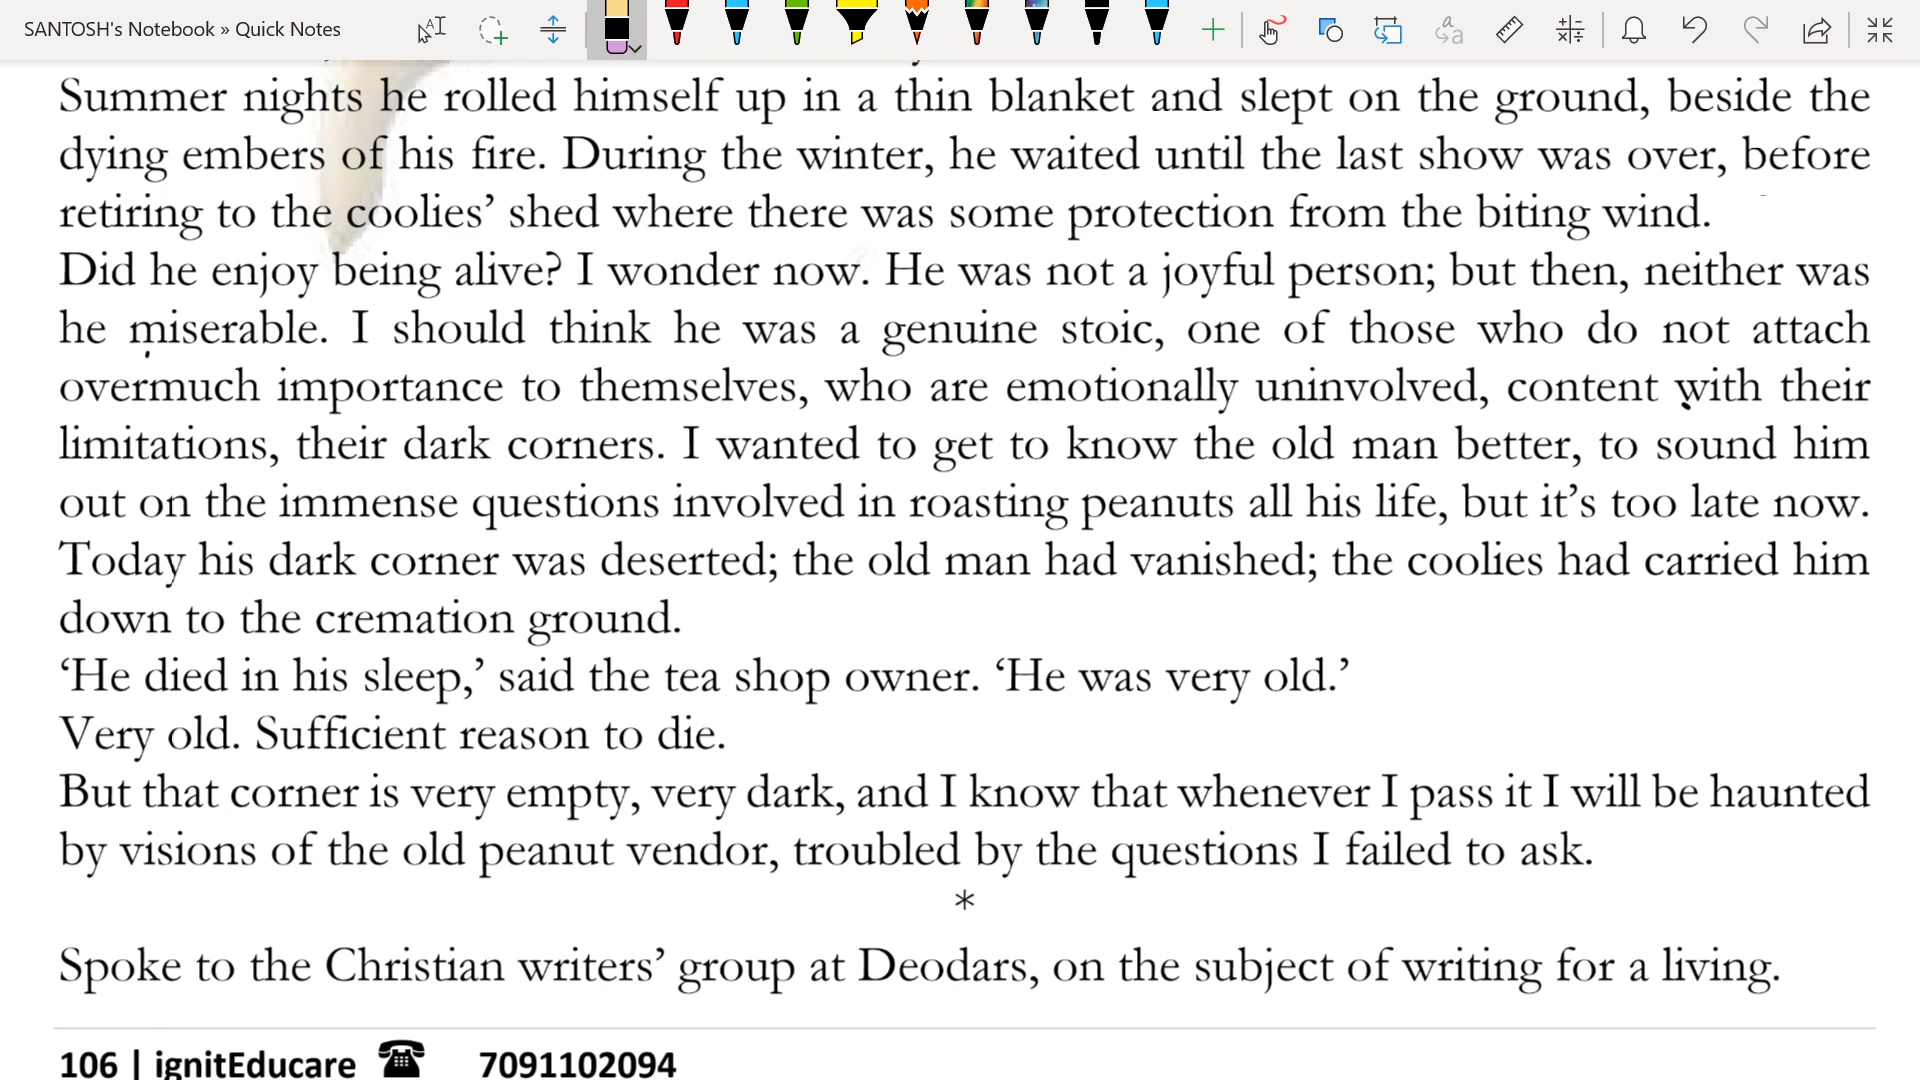 SANTOSH's Notebook » Quick Notes
Summer nights he rolled himself up in a thin blanket and slept on the ground, beside the
dying embers of his fire. During the winter, he waited until the last show was over, before
retiring to the coolies’ shed where there was some protection from the biting wind.
Did he enjoy being alive? I wonder now. He was not a joyful person; but then, neither was
he miserable. I should think he was a genuine stoic, one of those who do not attach
overmuch importance to themselves, who are emotionally uninvolved, content with their
limitations, their dark corners. I wanted to get to know the old man better, to sound him
out on the immense questions involved in roasting peanuts all his life, but it’s too late now.
Today his dark corner was deserted; the old man had vanished; the coolies had carried him
down to the cremation ground.
‘He died in his sleep,’ said the tea shop owner. ‘He was very old.’
Very old. Sufficient reason to die.
But that corner is very empty, very dark, and I know that whenever I pass it I will be haunted
by visions of the old peanut vendor, troubled by the questions I failed to ask.
*
Spoke to the Christian writers’ group at Deodars, on the subject of writing for a living.
106 | ignitEducare ☎ 7091102094